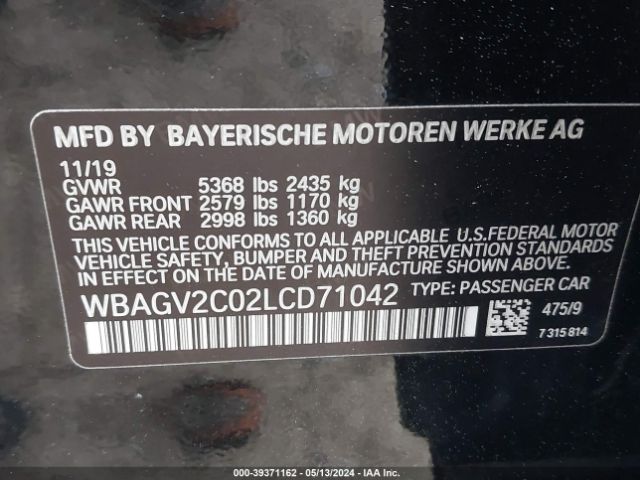 MFD BY BAYERISCHE MOTOREN WERKE AG
11/19
GVWR 5368 lbs 2435 kg
GAWR FRONT 2579 lbs 1170 kg
GAWR REAR 2998 lbs 1360 kg
THIS VEHICLE CONFORMS TO ALL APPLICABLE U.S.FEDERAL MOTOR
VEHICLE SAFETY, BUMPER AND THEFT PREVENTION STANDARDS
IN EFFECT ON THE DATE OF MANUFACTURE SHOWN ABOVE.
WBAGV2C02LCD71042 TYPE: PASSENGER CAR
475/9
7 315 814
000-39371162 - 05/13/2024 - IAA Inc.